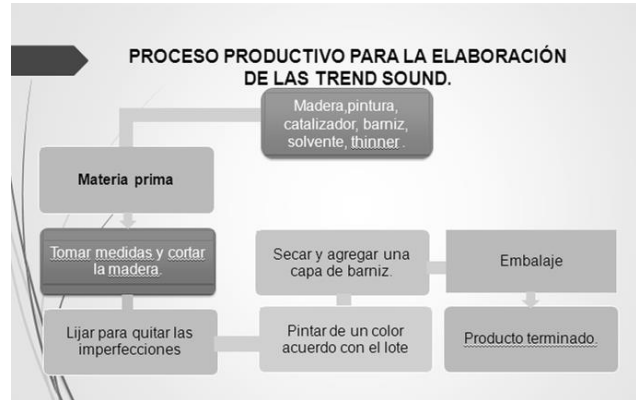 PROCESO PRODUCTIVO PARA LA ELABORACIÓN
DE LAS TREND SOUND.
Madera,pintura,
catalizador, barniz,
solvente, thinner .
Materia prima
Tomar medidas y cortar
la madera.
Lijar para quitar las
imperfecciones
Pintar de un color
acuerdo con el lote
Secar y agregar una
capa de barniz.
Embalaje
Producto terminado.